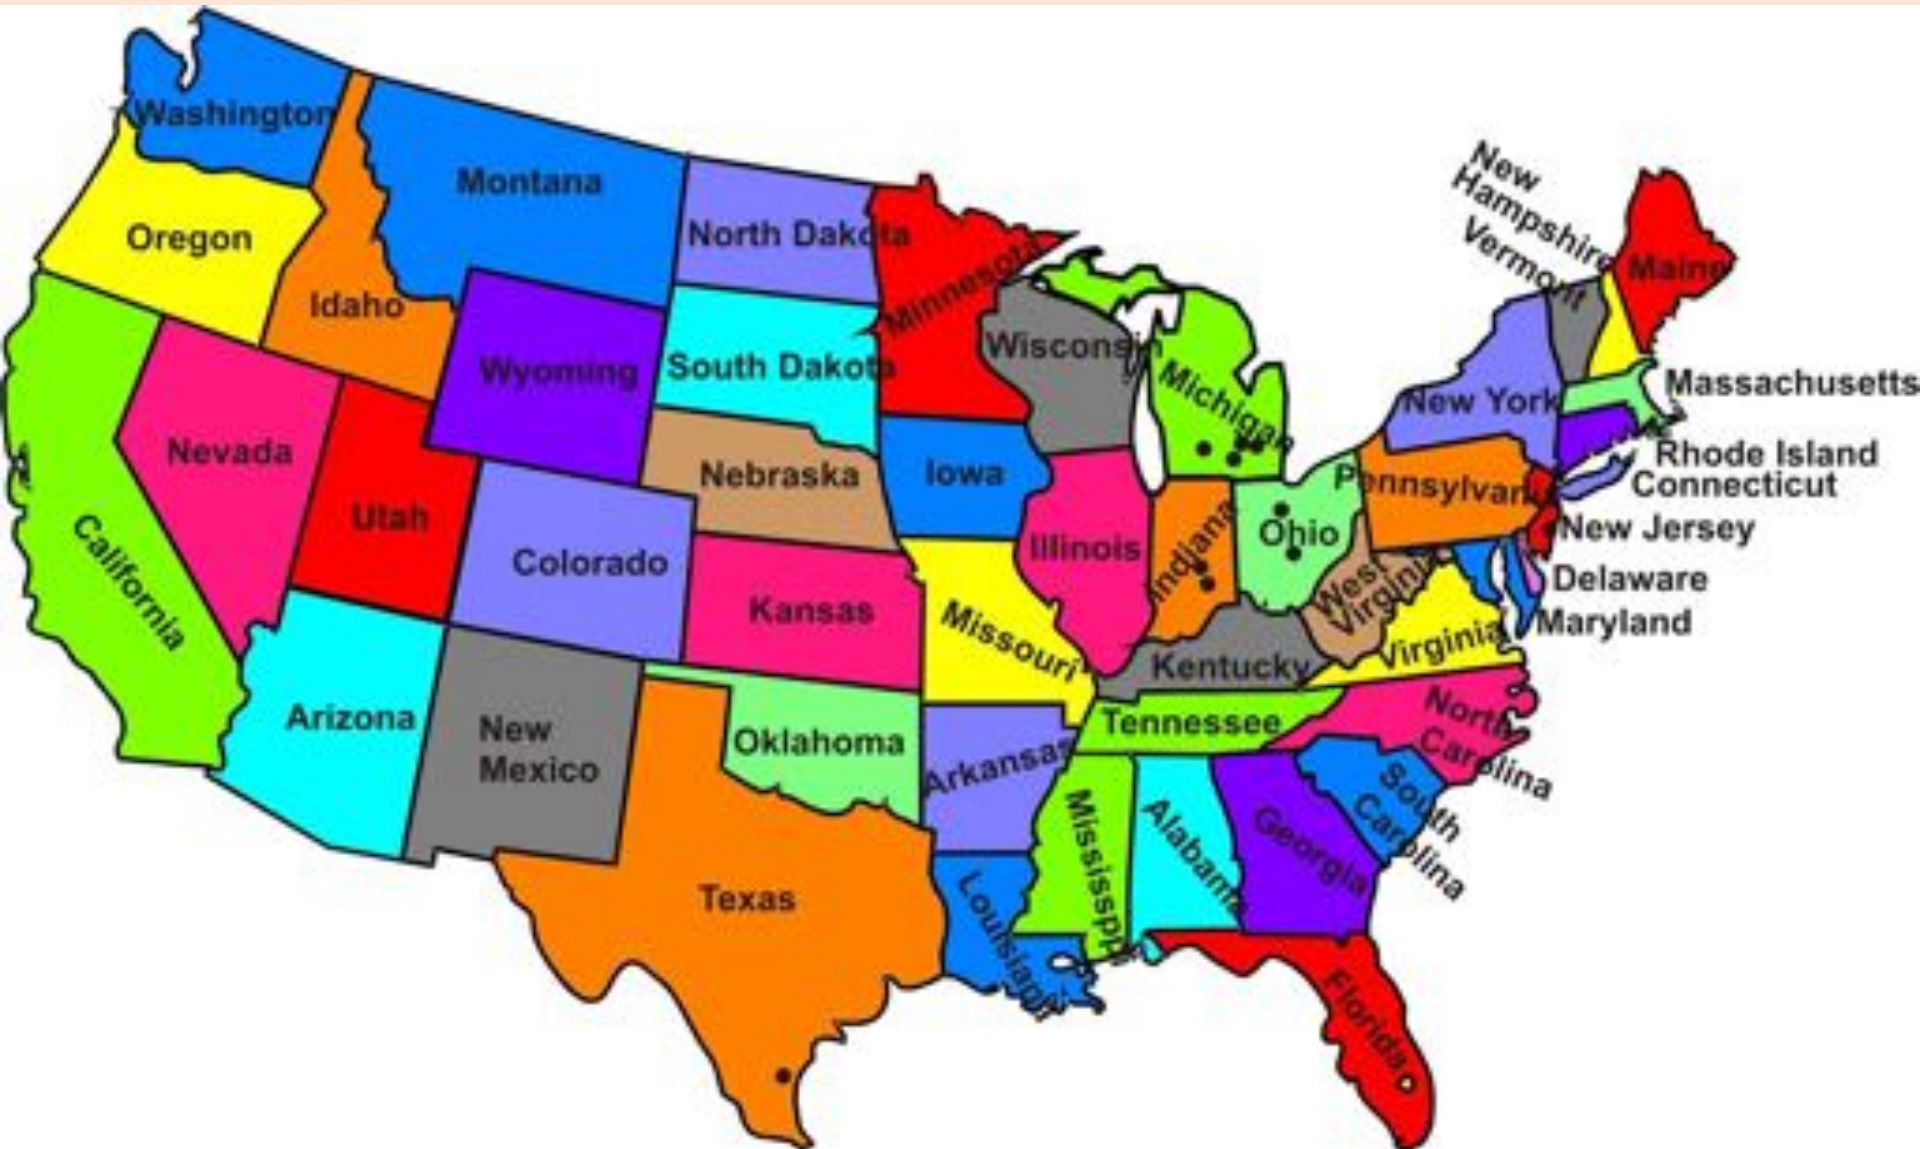 Washington
Montana
North Dakota
Minnesota
New
Hampshire
Vermont
Maine
Oregon
Idaho
Wyoming
South Dakota
Wisconsin
Michigan
New York
Massachusetts
Rhode Island
Connecticut
Nevada
Utah
Colorado
Nebraska
Iowa
Illinois
Indiana
Ohio
Pennsylvan
New Jersey
Delaware
Maryland
California
Kansas
Missouri
Kentucky
West
Virginia
Virginia
Arizona
New
Mexico
Oklahoma
Arkansas
Tennessee
North
Carolina
South
Carolina
Texas
Louisiana
Mississppi
Alabama
Georgia
Florida